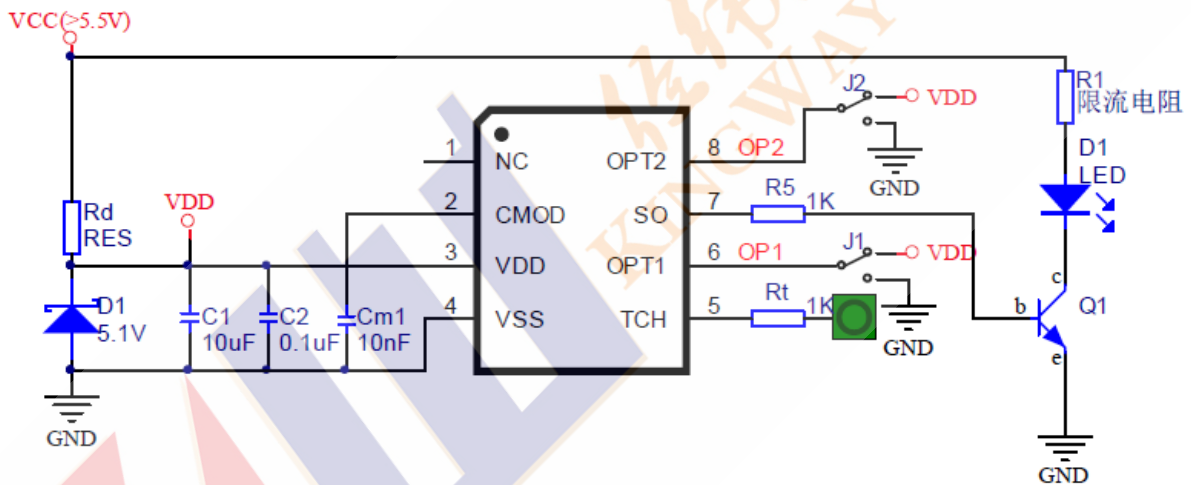 VCC(>5.5V)
R1
限流电阻
J2
VDD
D1
LED
1
NC
OPT2
8
OP2
GND
VDD
Rd
RES
2
CMOD
SO
7
R5
1K
J1
VDD
3
VDD
OPT1
6
OP1
c
D1
5.1V
C1
10uF
C2
0.1uF
Cm1
10nF
4
VSS
TCH
5
Rt
1K
b
Q1
GND
e
GND
GND
KINGWAY